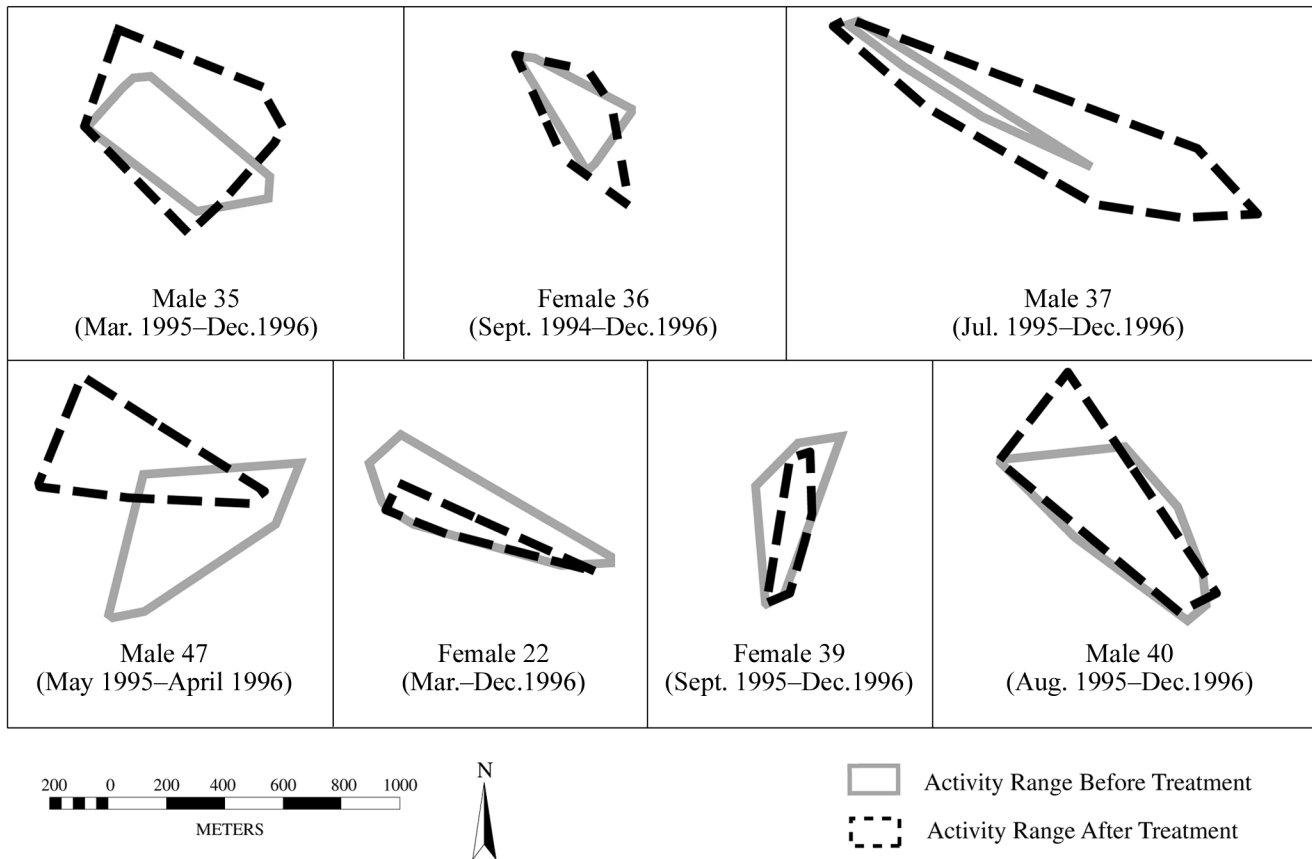 Male 35
(Mar. 1995–Dec.1996)
Female 36
(Sept. 1994–Dec.1996)
Male 37
(Jul. 1995–Dec.1996)
Male 47
(May 1995–April 1996)
Female 22
(Mar.–Dec.1996)
Female 39
(Sept. 1995–Dec.1996)
Male 40
(Aug. 1995–Dec.1996)
200 0 200 400 600 800 1000
METERS
N
Activity Range Before Treatment
Activity Range After Treatment